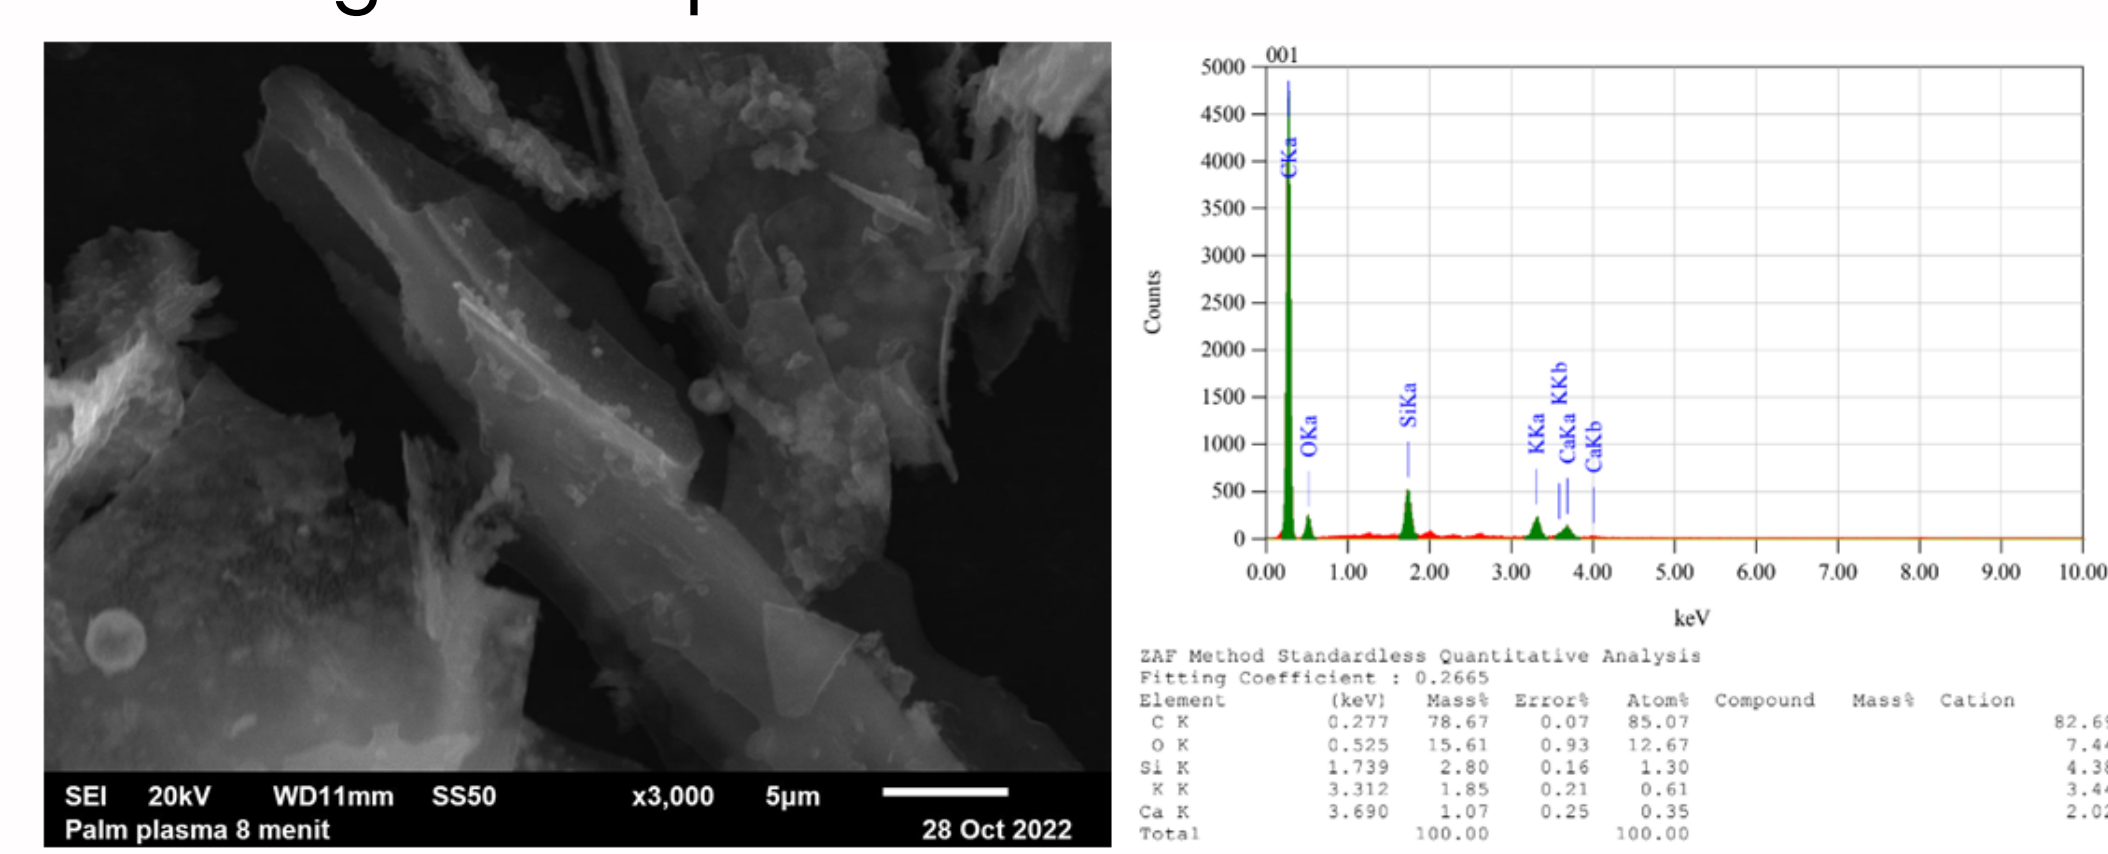 SEI 20kV WD11mm SS50 x3,000 5µm
Palm plasma 8 menit 28 Oct 2022
001
5000
4500
4000
3500
3000
2500
2000
1500
1000
500
0
Counts
CKa
OKa
SiKa
KKa
KKb
CaKa
CaKb
0.00 1.00 2.00 3.00 4.00 5.00 6.00 7.00 8.00 9.00 10.00
keV
ZAF Method Standardless Quantitative Analysis
Fitting Coefficient : 0.2665
Element (keV) Mass% Error% Atom% Compound Mass% Cation
C K 0.277 78.67 0.07 85.07
O K 0.525 15.61 0.93 12.67
Si K 1.739 2.80 0.16 1.30
K K 3.312 1.85 0.21 0.61
Ca K 3.690 1.07 0.25 0.35
Total 100.00 100.00